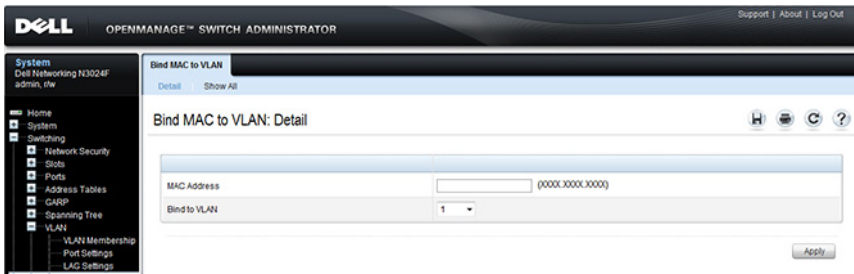 Support | About | Log Out
DELL OPENMANAGE™ SWITCH ADMINISTRATOR
System
Dell Networking N3024F
admin, r/w
Home
System
Switching
Network Security
Slots
Ports
Address Tables
GARP
Spanning Tree
VLAN
VLAN Membership
Port Settings
LAG Settings
Bind MAC to VLAN
Detail Show All
Bind MAC to VLAN: Detail
MAC Address (XXXX.XXXX.XXXX)
Bind to VLAN 1
Apply